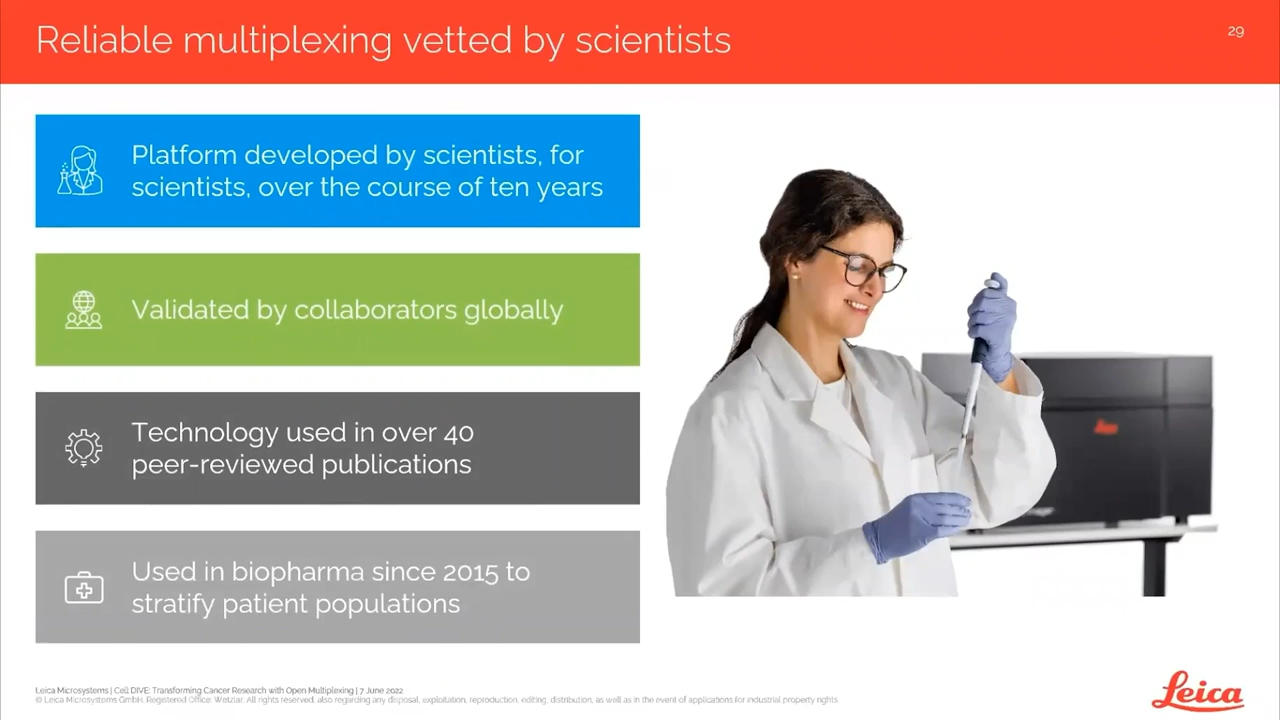 Reliable multiplexing vetted by scientists
29
Platform developed by scientists, for
scientists, over the course of ten years
Validated by collaborators globally
Technology used in over 40
peer-reviewed publications
Used in biopharma since 2015 to
stratify patient populations
Leica
Leica Microsystems | Cell DIVE: Transforming Cancer Research with Open Multiplexing | 7 June 2022
© Leica Microsystems GmbH, Registered Office: Wetzlar. All rights reserved, also regarding any disposal, exploitation, reproduction, editing, distribution, as well as in the event of applications for industrial property rights
Leica